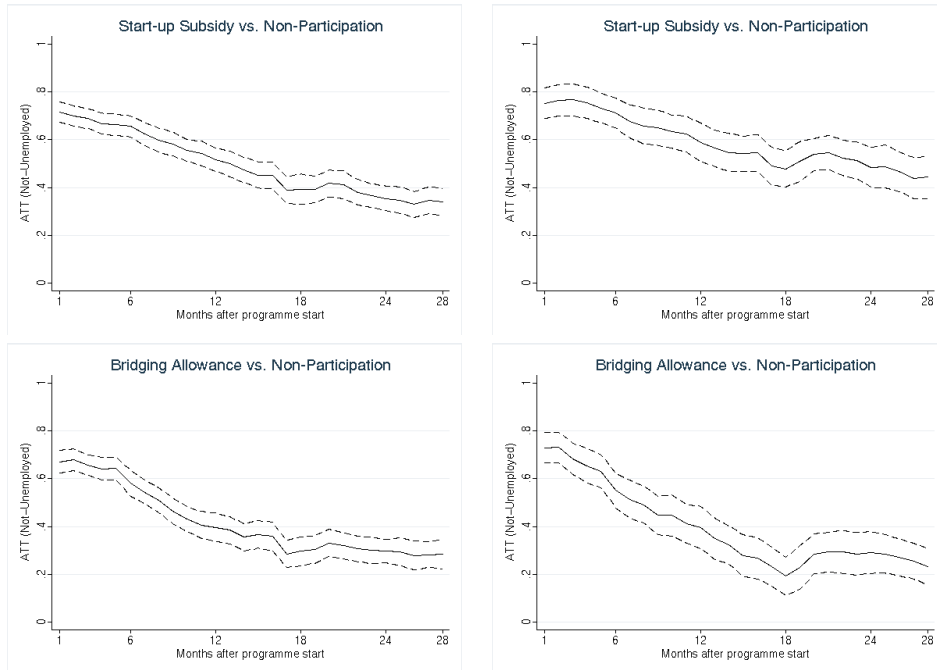 Start-up Subsidy vs. Non-Participation
ATT (Not-Unemployed)
1
.8
.6
.4
.2
0
1 6 12 18 24 28
Months after programme start
Start-up Subsidy vs. Non-Participation
ATT (Not-Unemployed)
1
.8
.6
.4
.2
0
1 6 12 18 24 28
Months after programme start
Bridging Allowance vs. Non-Participation
ATT (Not-Unemployed)
1
.8
.6
.4
.2
0
1 6 12 18 24 28
Months after programme start
Bridging Allowance vs. Non-Participation
ATT (Not-Unemployed)
1
.8
.6
.4
.2
0
1 6 12 18 24 28
Months after programme start